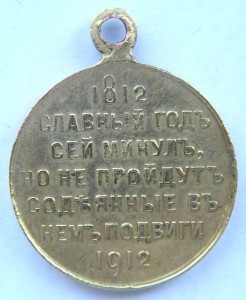 1812
СЛАВНЫЙ ГОДЪ
СЕЙ МИНУЛЪ,
НО НЕ ПРОЙДУТЪ
СОДѢЯННЫЕ ВЪ
НЕМЪ ПОДВИГИ
1912